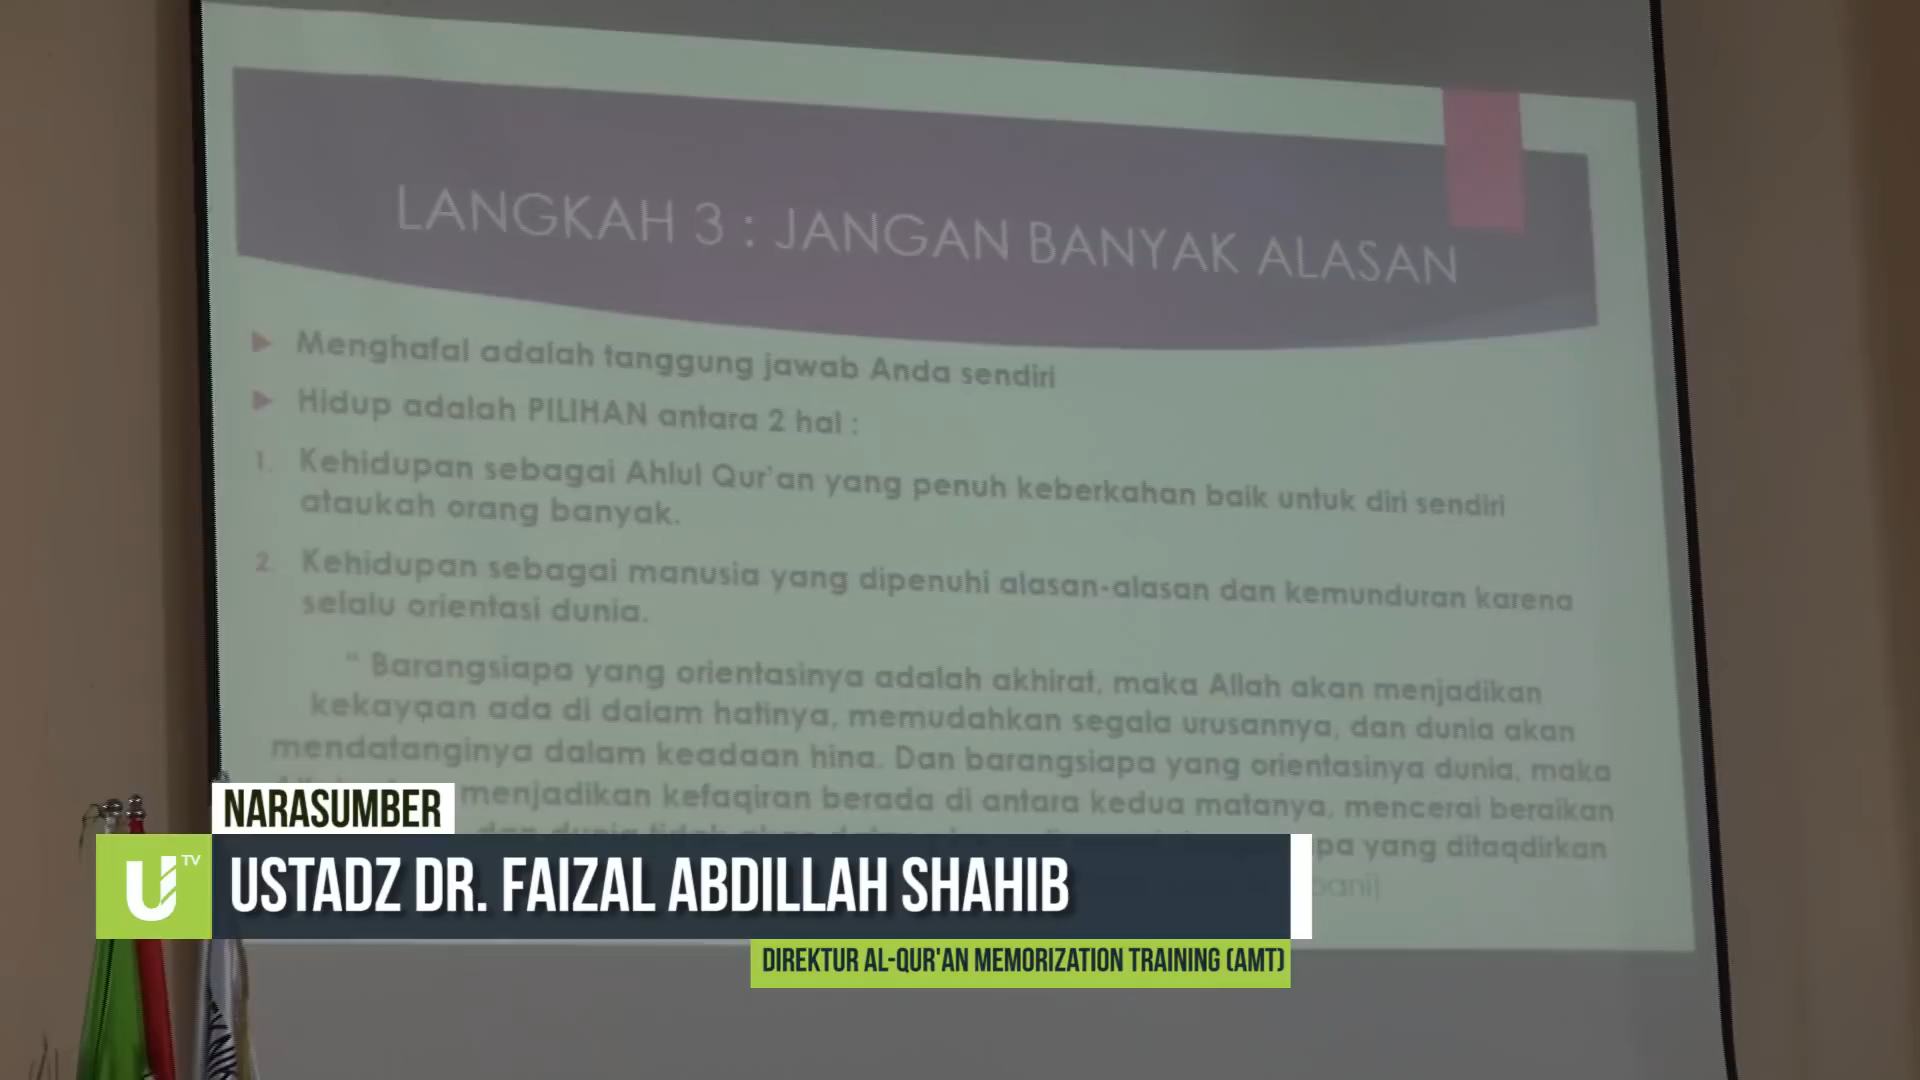 LANGKAH 3 : JANGAN BANYAK ALASAN
Menghafal adalah tanggung jawab Anda sendiri
Hidup adalah PILIHAN antara 2 hal :
1. Kehidupan sebagai Ahlul Qur'an yang penuh keberkahan baik untuk diri sendiri
ataukah orang banyak.
2. Kehidupan sebagai manusia yang dipenuhi alasan-alasan dan kemunduran karena
selalu orientasi dunia.
“ Barangsiapa yang orientasinya adalah akhirat, maka Allah akan menjadikan
kekayaan ada di dalam hatinya, memudahkan segala urusannya, dan dunia akan
mendatanginya dalam keadaan hina. Dan barangsiapa yang orientasinya dunia, maka
menjadikan kefaqiran berada di antara kedua matanya, mencerai beraikan
yang ditaqdirkan
NARASUMBER
U TV
USTADZ DR. FAIZAL ABDILLAH SHAHIB
DIREKTUR AL-QUR'AN MEMORIZATION TRAINING (AMT)